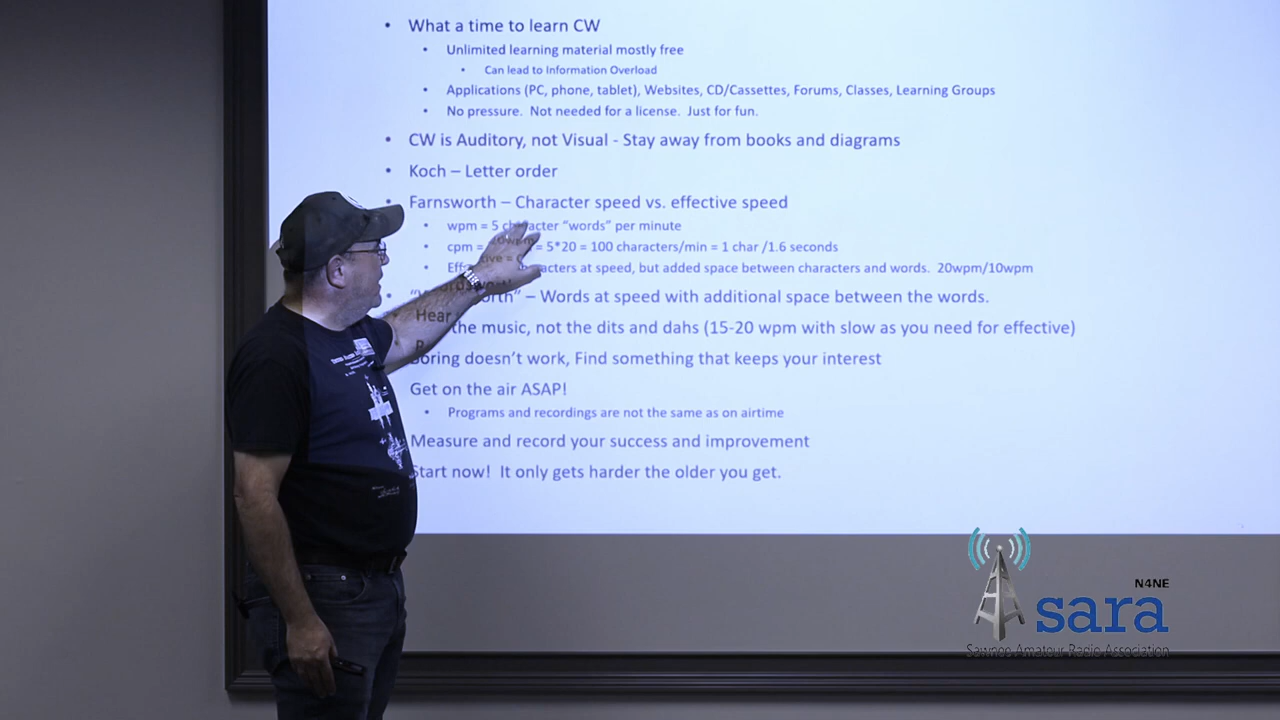 • What a time to learn CW
• Unlimited learning material mostly free
• Can lead to Information Overload
• Applications (PC, phone, tablet), Websites, CD/Cassettes, Forums, Classes, Learning Groups
• No pressure. Not needed for a license. Just for fun.
• CW is Auditory, not Visual - Stay away from books and diagrams
• Koch – Letter order
• Farnsworth – Character speed vs. effective speed
• wpm = 5 character "words" per minute
• cpm = 20wpm = 5*20 = 100 characters/min = 1 char /1.6 seconds
• at speed, but added space between characters and words. 20wpm/10wpm
– Words at speed with additional space between the words.
Hear the music, not the dits and dahs (15-20 wpm with slow as you need for effective)
Boring doesn't work, Find something that keeps your interest
Get on the air ASAP!
• Programs and recordings are not the same as on airtime
Measure and record your success and improvement
Start now! It only gets harder the older you get.
N4NE
sara
Sawnee Amateur Radio Association